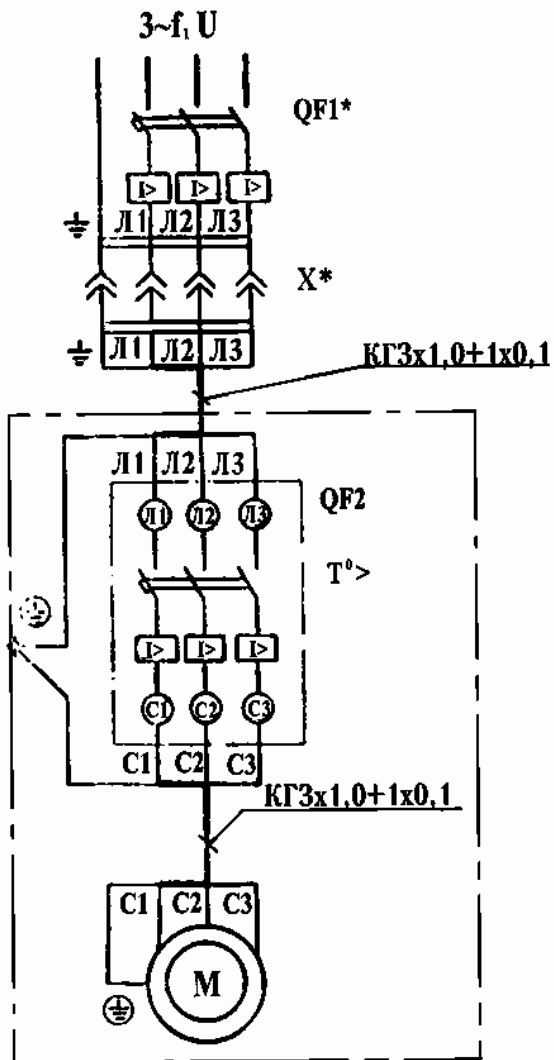 3~f, U
QF1*
I> I> I>
Л1 Л2 Л3
X*
Л1 Л2 Л3
КГ3х1,0+1х0,1
Л1 Л2 Л3
QF2
Л1 Л2 Л3
T⁰>
I> I> I>
C1 C2 C3
C1 C2 C3
КГ3х1,0+1х0,1
C1 C2 C3
M